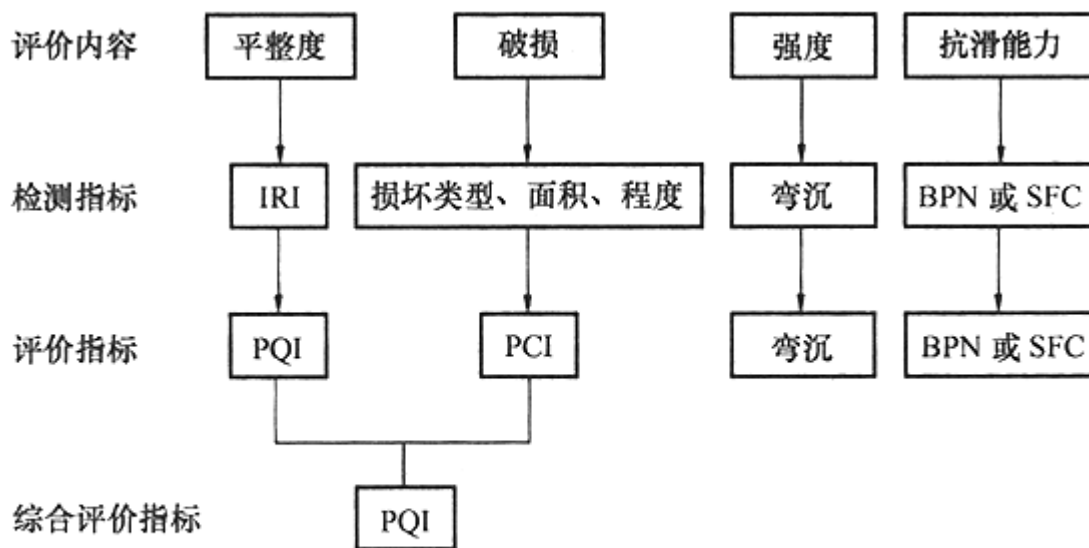 评价内容 平整度 破损 强度 抗滑能力
检测指标 IRI 损坏类型、面积、程度 弯沉 BPN 或 SFC
评价指标 PQI PCI 弯沉 BPN 或 SFC
综合评价指标 PQI